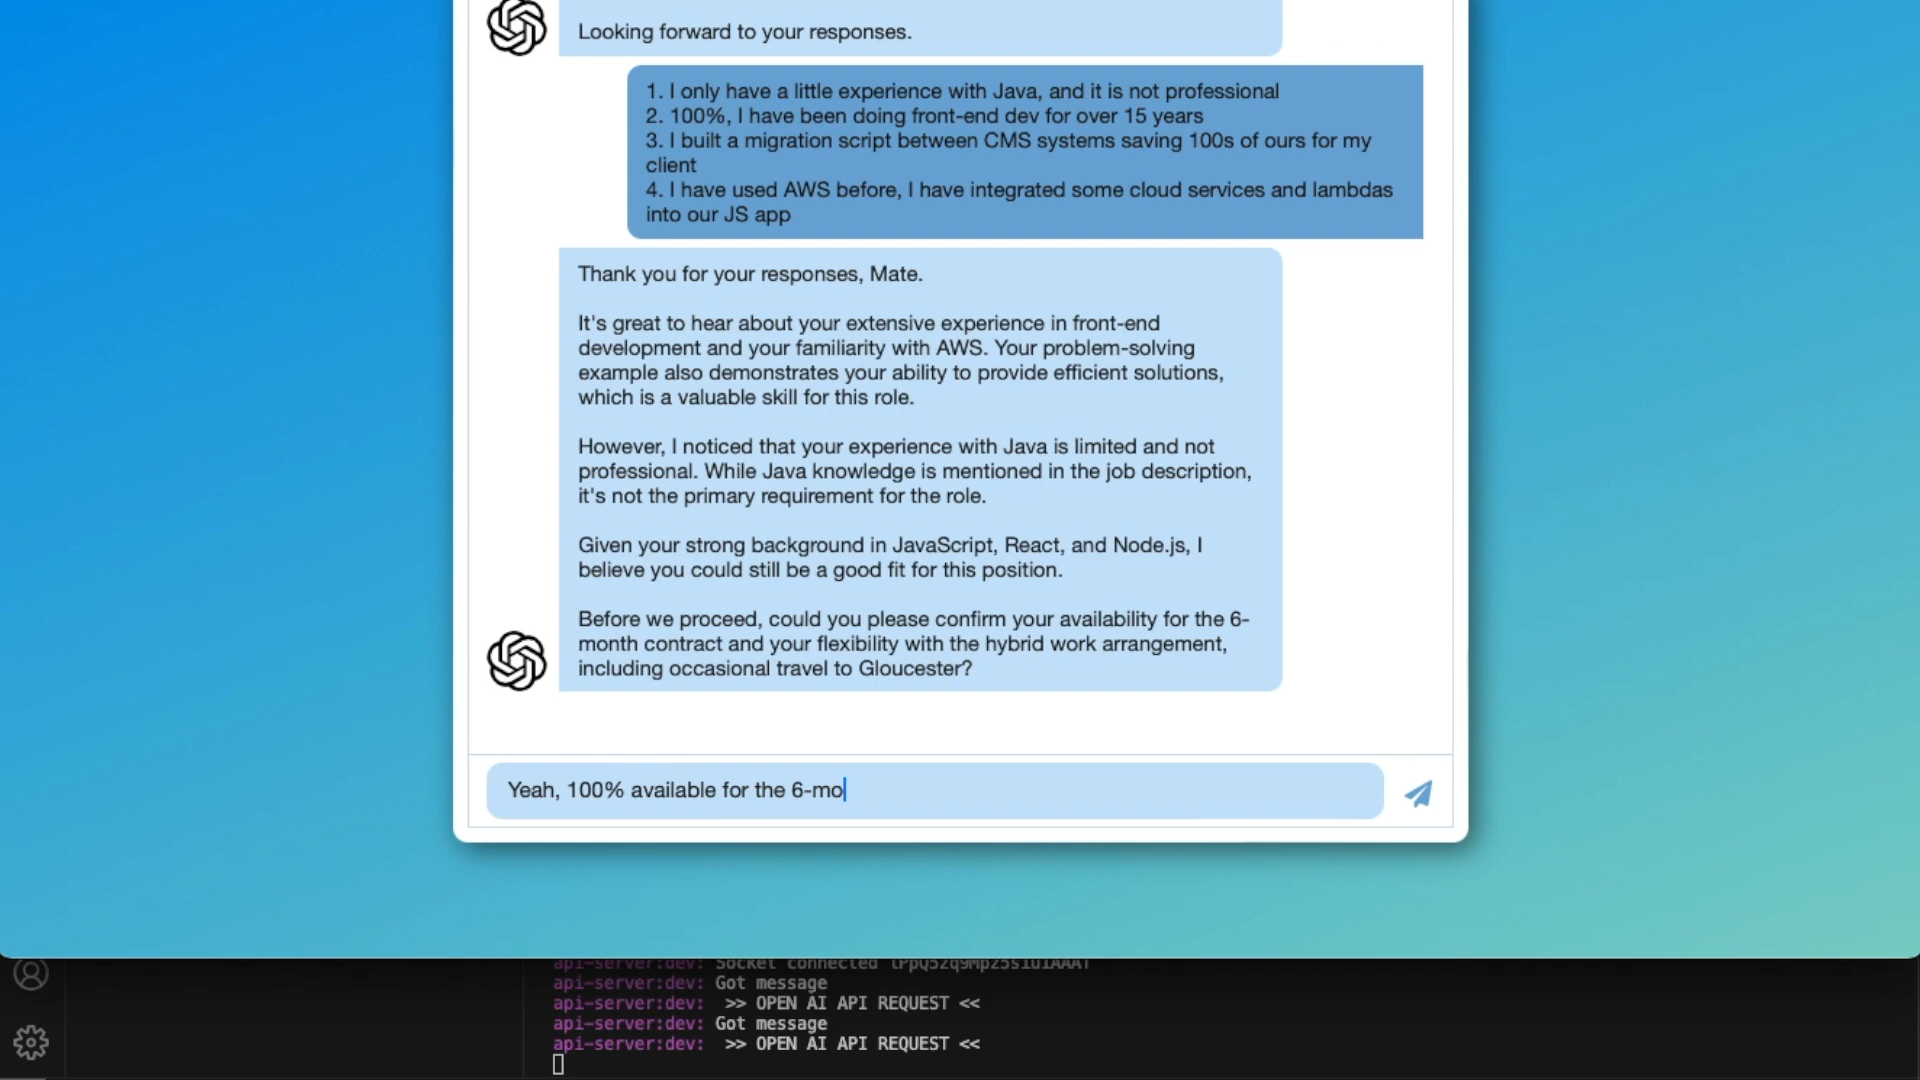 Looking forward to your responses.
1. I only have a little experience with Java, and it is not professional
2. 100%, I have been doing front-end dev for over 15 years
3. I built a migration script between CMS systems saving 100s of ours for my
client
4. I have used AWS before, I have integrated some cloud services and lambdas
into our JS app
Thank you for your responses, Mate.
It's great to hear about your extensive experience in front-end
development and your familiarity with AWS. Your problem-solving
example also demonstrates your ability to provide efficient solutions,
which is a valuable skill for this role.
However, I noticed that your experience with Java is limited and not
professional. While Java knowledge is mentioned in the job description,
it's not the primary requirement for the role.
Given your strong background in JavaScript, React, and Node.js, I
believe you could still be a good fit for this position.
Before we proceed, could you please confirm your availability for the 6-
month contract and your flexibility with the hybrid work arrangement,
including occasional travel to Gloucester?
Yeah, 100% available for the 6-mo
api-server:dev: Socket connected
api-server:dev: Got message
api-server:dev: >> OPEN AI API REQUEST <<
api-server:dev: Got message
api-server:dev: >> OPEN AI API REQUEST <<